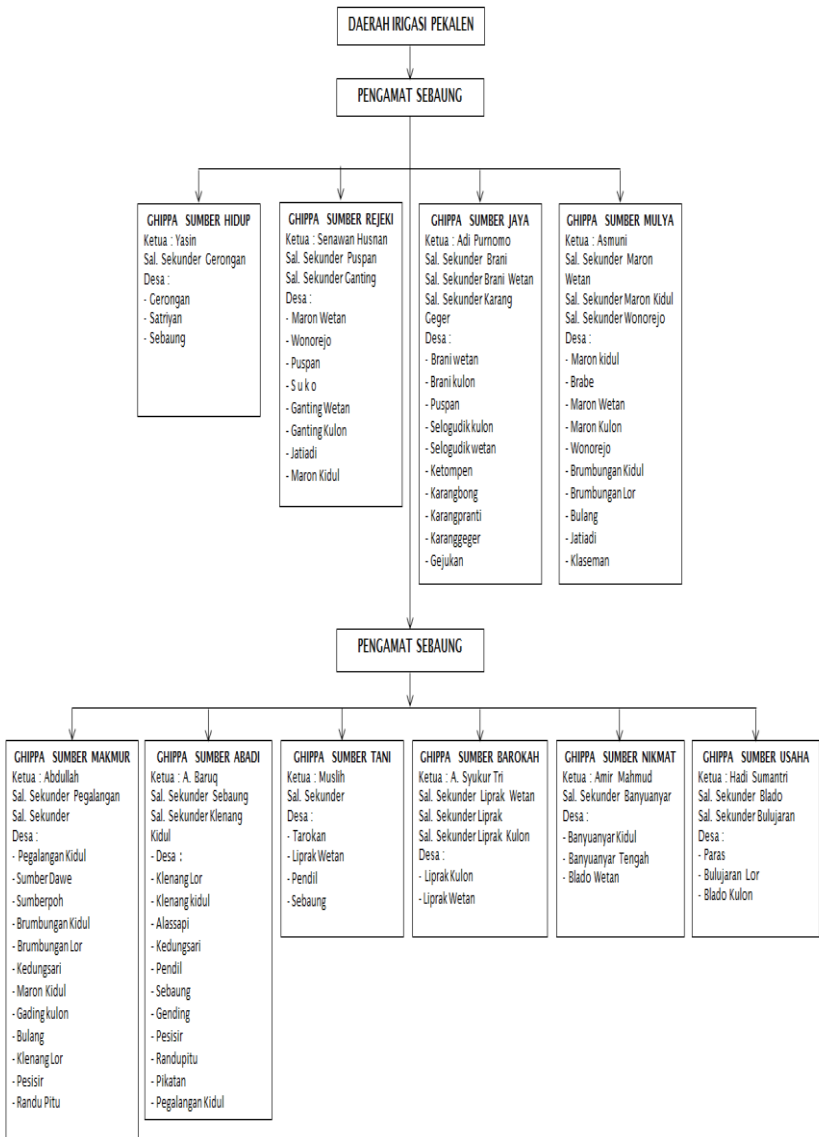 DAERAH IRIGASI PEKALEN
PENGAMAT SEBAUNG
GHIPPA SUMBER HIDUP
Ketua : Yasin
Sal. Sekunder Gerongan
Desa :
- Gerongan
- Satriyan
- Sebaung
GHIPPA SUMBER REJEKI
Ketua : Senawan Husnan
Sal. Sekunder Puspan
Sal. Sekunder Ganting
Desa :
- Maron Wetan
- Wonorejo
- Puspan
- S u k o
- Ganting Wetan
- Ganting Kulon
- Jatiadi
- Maron Kidul
GHIPPA SUMBER JAYA
Ketua : Adi Purnomo
Sal. Sekunder Brani
Sal. Sekunder Brani Wetan
Sal. Sekunder Karang
Geger
Desa :
- Brani wetan
- Brani kulon
- Puspan
- Selogudik kulon
- Selogudik wetan
- Ketompen
- Karangbong
- Karangpranti
- Karanggeger
- Gejukan
GHIPPA SUMBER MULYA
Ketua : Asmuni
Sal. Sekunder Maron
Wetan
Sal. Sekunder Maron Kidul
Sal. Sekunder Wonorejo
Desa :
- Maron kidul
- Brabe
- Maron Wetan
- Maron Kulon
- Wonorejo
- Brumbungan Kidul
- Brumbungan Lor
- Bulang
- Jatiadi
- Klaseman
PENGAMAT SEBAUNG
GHIPPA SUMBER MAKMUR
Ketua : Abdullah
Sal. Sekunder Pegalangan
Sal. Sekunder
Desa :
- Pegalangan Kidul
- Sumber Dawe
- Sumberpoh
- Brumbungan Kidul
- Brumbungan Lor
- Kedungsari
- Maron Kidul
- Gading kulon
- Bulang
- Klenang Lor
- Pesisir
- Randu Pitu
GHIPPA SUMBER ABADI
Ketua : A. Baruq
Sal. Sekunder Sebaung
Sal. Sekunder Klenang
Kidul
- Desa :
- Klenang Lor
- Klenang kidul
- Alassapi
- Kedungsari
- Pendil
- Sebaung
- Gending
- Pesisir
- Randupitu
- Pikatan
- Pegalangan Kidul
GHIPPA SUMBER TANI
Ketua : Muslih
Sal. Sekunder
Desa :
- Tarokan
- Liprak Wetan
- Pendil
- Sebaung
GHIPPA SUMBER BAROKAH
Ketua : A. Syukur Tri
Sal. Sekunder Liprak Wetan
Sal. Sekunder Liprak
Sal. Sekunder Liprak Kulon
Desa :
- Liprak Kulon
- Liprak Wetan
GHIPPA SUMBER NIKMAT
Ketua : Amir Mahmud
Sal. Sekunder Banyuanyar
Desa :
- Banyuanyar Kidul
- Banyuanyar Tengah
- Blado Wetan
GHIPPA SUMBER USAHA
Ketua : Hadi Sumantri
Sal. Sekunder Blado
Sal. Sekunder Bulujaran
Desa :
- Paras
- Bulujaran Lor
- Blado Kulon